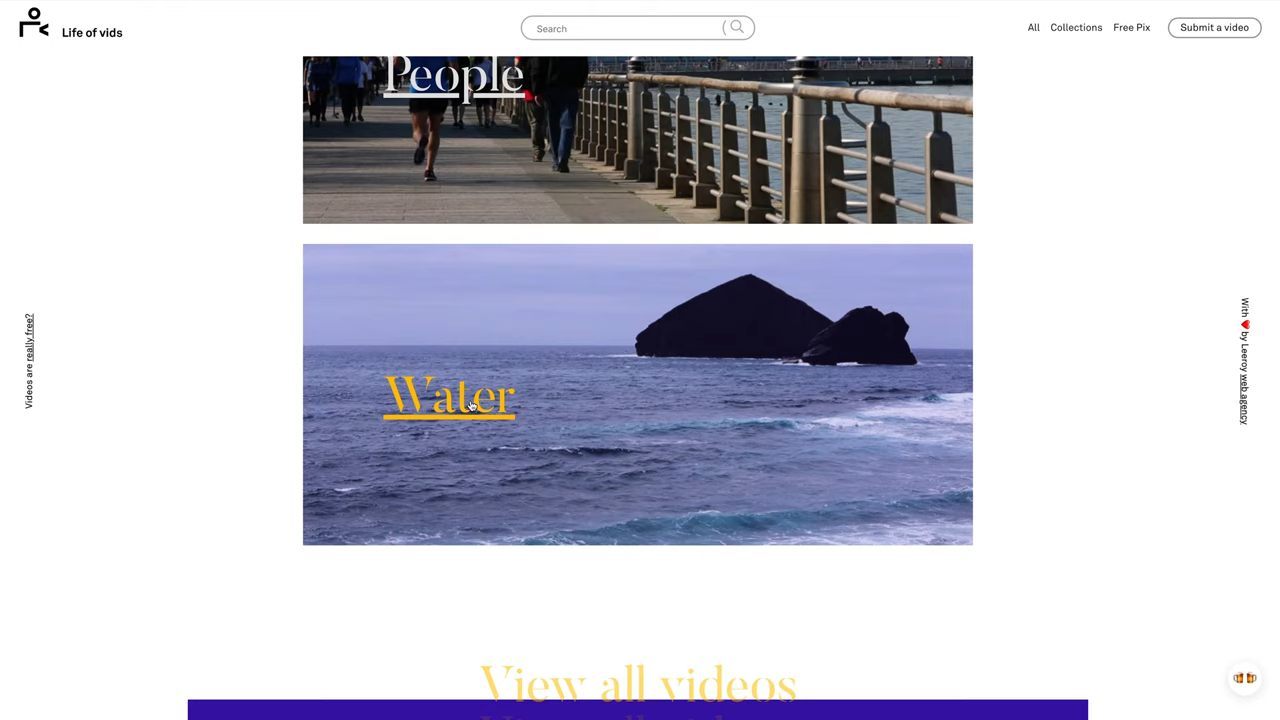 Life of vids
Search
All
Collections
Free Pix
Submit a video
People
Water
Videos are really free?
With ❤️ by Leeroy web agency
View all videos